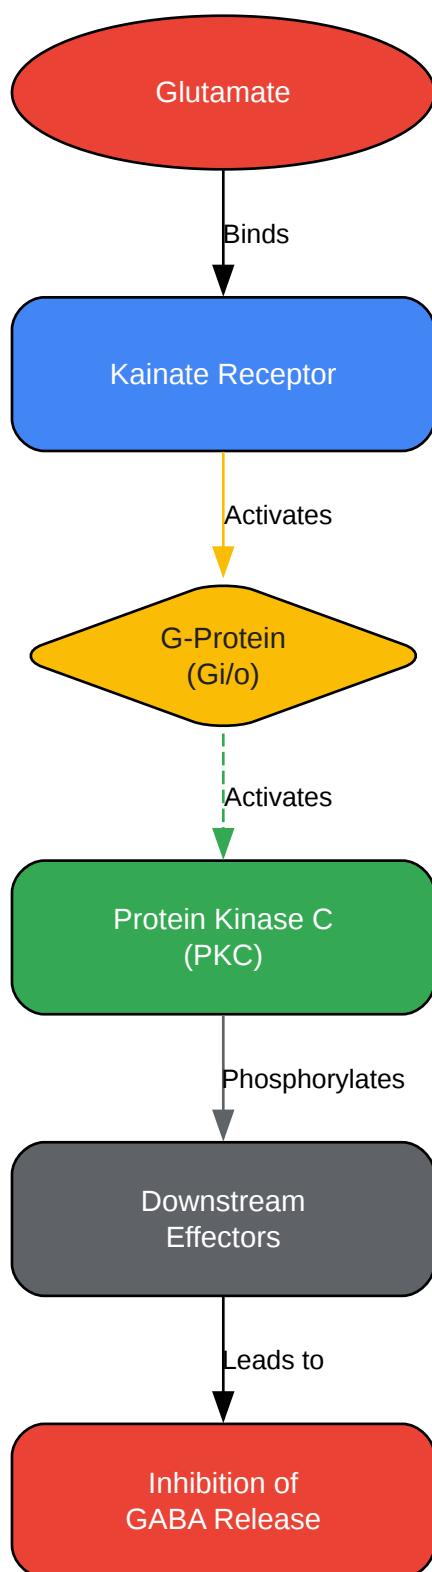 Glutamate
Binds
Kainate Receptor
Activates
G-Protein
(Gi/o)
Activates
Protein Kinase C
(PKC)
Phosphorylates
Downstream
Effectors
Leads to
Inhibition of
GABA Release